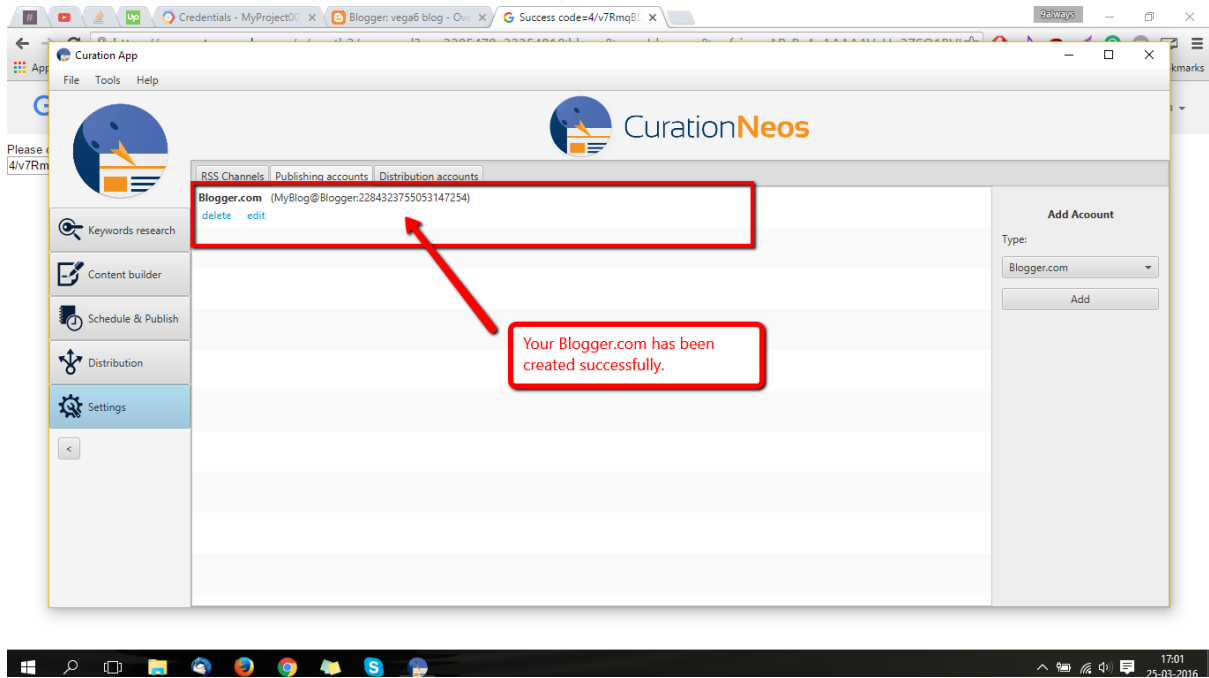 Up
Credentials - MyProject00
Blogger: vega6 blog - Ove
Success code=4/v7RmqBD
9always
Curation App
File Tools Help
kmarks
CurationNeos
Please
4/v7Rm
RSS Channels Publishing accounts Distribution accounts
Blogger.com (MyBlog@Blogger:2284323755053147254)
delete edit
Keywords research
Content builder
Schedule & Publish
Distribution
Settings
<
Add Acoount
Type:
Blogger.com
Add
Your Blogger.com has been
created successfully.
17:01
25-03-2016